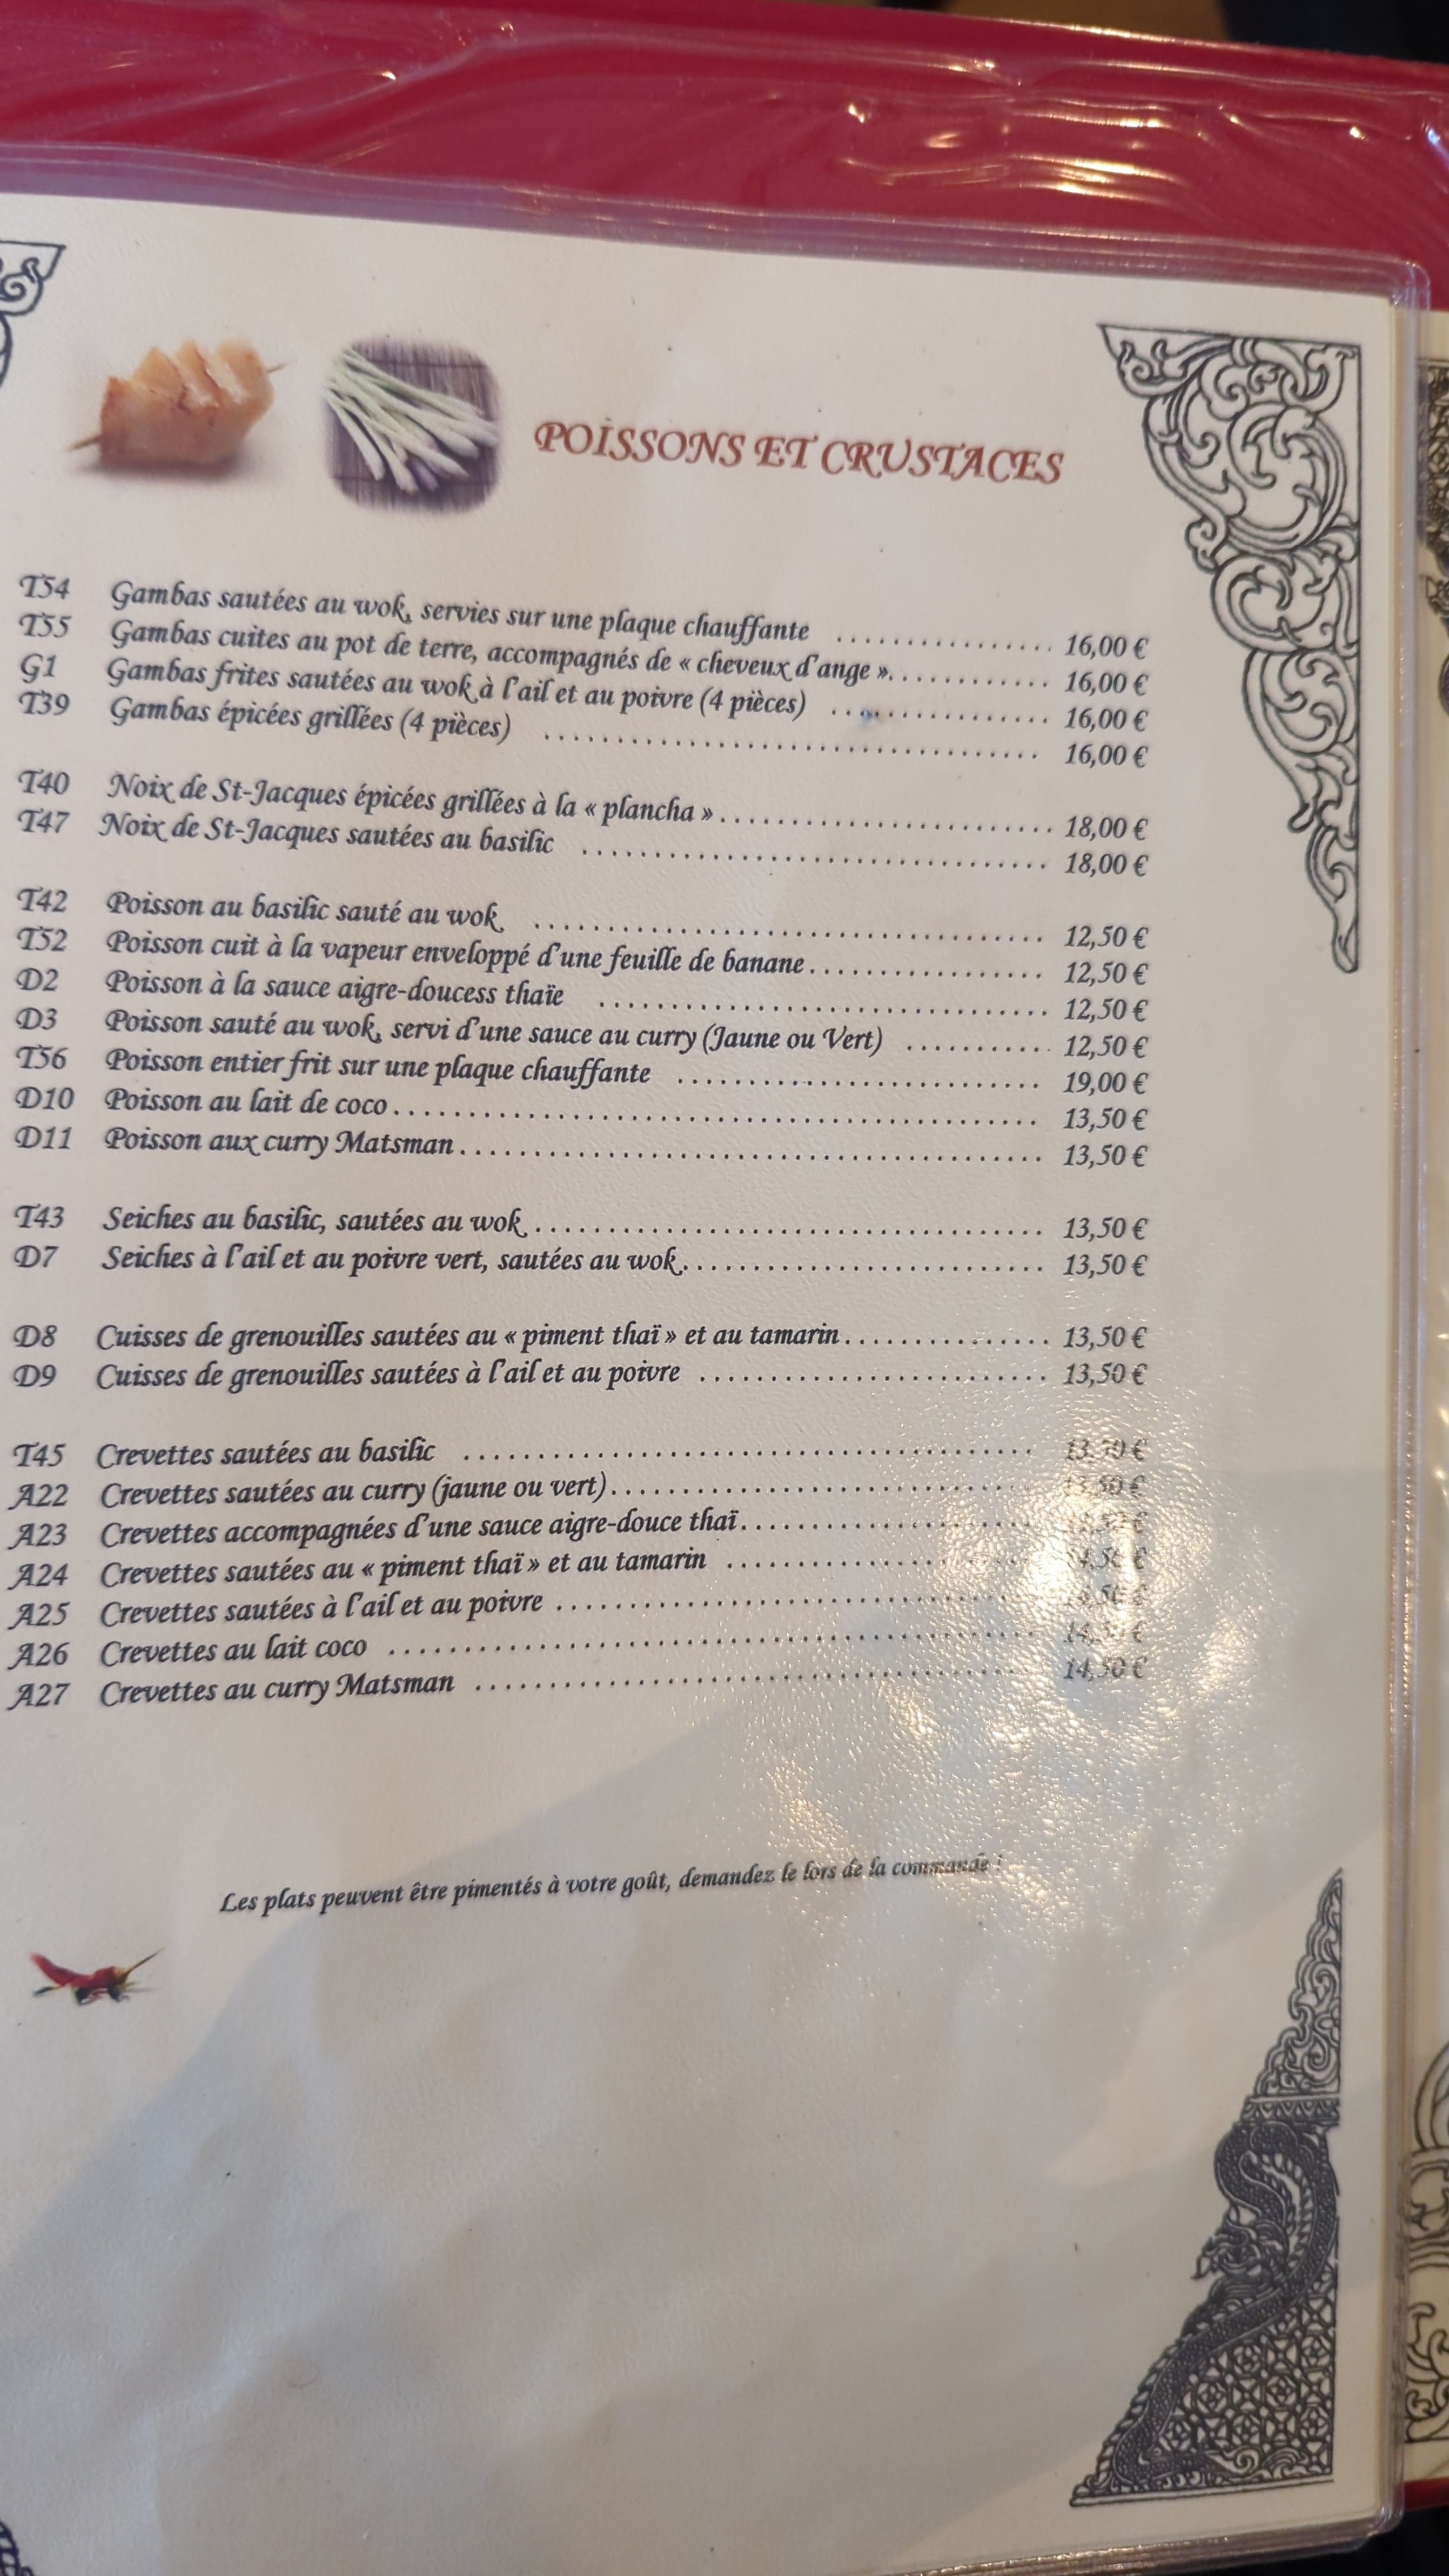 POISSONS ET CRUSTACES
T54 Gambas sautées au wok, servies sur une plaque chauffante 16,00 €
T55 Gambas cuites au pot de terre, accompagnés de « cheveux d'ange » 16,00 €
G1 Gambas frites sautées au wok à l'ail et au poivre (4 pièces) 16,00 €
T39 Gambas épicées grillées (4 pièces) 16,00 €
T40 Noix de St-Jacques épicées grillées à la « plancha » 18,00 €
T47 Noix de St-Jacques sautées au basilic 18,00 €
T42 Poisson au basilic sauté au wok 12,50 €
T52 Poisson cuit à la vapeur enveloppé d'une feuille de banane 12,50 €
D2 Poisson à la sauce aigre-doucess thaïe 12,50 €
D3 Poisson sauté au wok, servi d'une sauce au curry (Jaune ou Vert) 12,50 €
T56 Poisson entier frit sur une plaque chauffante 19,00 €
D10 Poisson au lait de coco 13,50 €
D11 Poisson aux curry Matsman 13,50 €
T43 Seiches au basilic, sautées au wok 13,50 €
D7 Seiches à l'ail et au poivre vert, sautées au wok 13,50 €
D8 Cuisses de grenouilles sautées au « piment thaï » et au tamarin 13,50 €
D9 Cuisses de grenouilles sautées à l'ail et au poivre 13,50 €
T45 Crevettes sautées au basilic
A22 Crevettes sautées au curry (jaune ou vert) 13,50 €
A23 Crevettes accompagnées d'une sauce aigre-douce thaï
A24 Crevettes sautées au « piment thaï » et au tamarin
A25 Crevettes sautées à l'ail et au poivre
A26 Crevettes au lait coco
A27 Crevettes au curry Matsman 14,50 €
Les plats peuvent être pimentés à votre goût, demandez le lors de la commande !